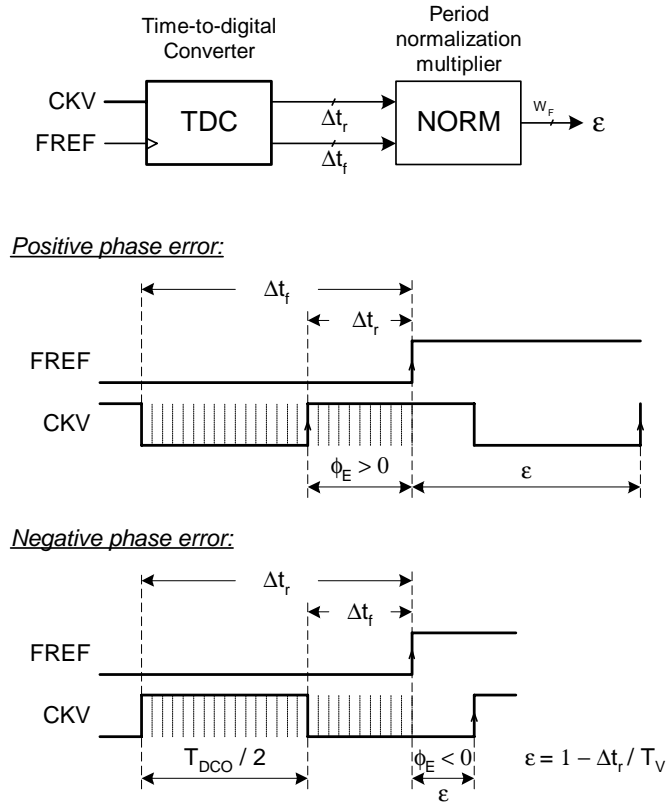 Time-to-digital
Converter
Period
normalization
multiplier
CKV
FREF
TDC
Δt_r
Δt_f
NORM
W_F
ε
Positive phase error:
Δt_f
Δt_r
FREF
CKV
ϕ_E > 0
ε
Negative phase error:
Δt_r
Δt_f
FREF
CKV
T_DCO / 2
ϕ_E < 0
ε
ε = 1 − Δt_r / T_V